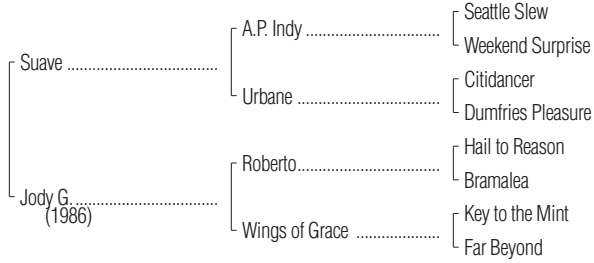 Seattle Slew
A.P. Indy ..............................
Weekend Surprise
Suave ..................................
Citidancer
Urbane ................................
Dumfries Pleasure
Hail to Reason
Roberto................................
Bramalea
Jody G. ................................
(1986)
Key to the Mint
Wings of Grace ..................
Far Beyond